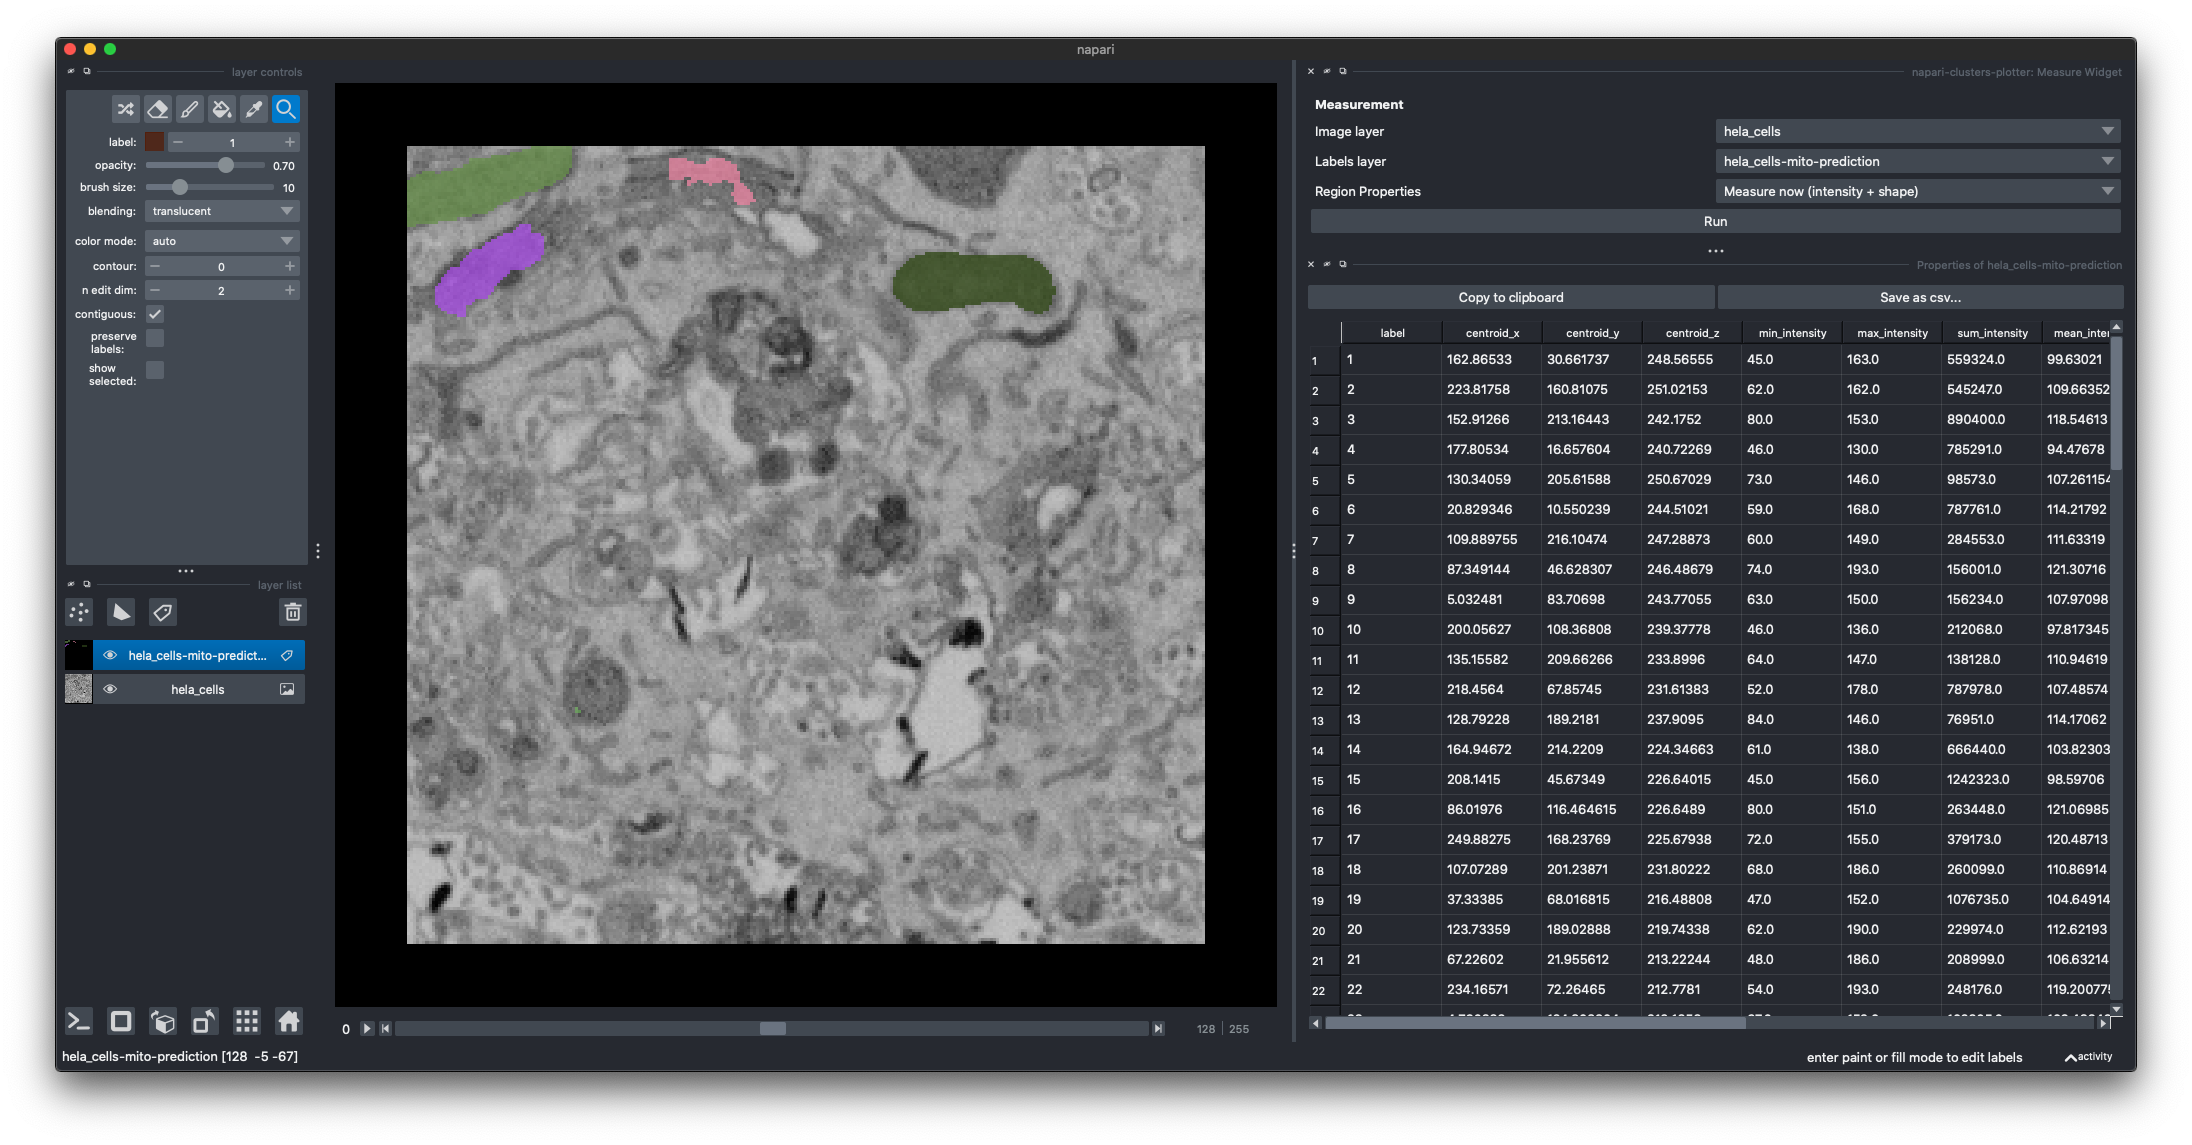 napari
layer controls
label: 1
opacity: 0.70
brush size: 10
blending: translucent
color mode: auto
contour: 0
n edit dim: 2
contiguous:
preserve
labels:
show
selected:
layer list
hela_cells-mito-predict...
hela_cells
0 128 255
hela_cells-mito-prediction [128 -5 -67]
napari-clusters-plotter: Measure Widget
Measurement
Image layer hela_cells
Labels layer hela_cells-mito-prediction
Region Properties Measure now (intensity + shape)
Run
Properties of hela_cells-mito-prediction
Copy to clipboard Save as csv...
label centroid_x centroid_y centroid_z min_intensity max_intensity sum_intensity mean_inter
1 1 162.86533 30.661737 248.56555 45.0 163.0 559324.0 99.63021
2 2 223.81758 160.81075 251.02153 62.0 162.0 545247.0 109.66352
3 3 152.91266 213.16443 242.1752 80.0 153.0 890400.0 118.54613
4 4 177.80534 16.657604 240.72269 46.0 130.0 785291.0 94.47678
5 5 130.34059 205.61588 250.67029 73.0 146.0 98573.0 107.261154
6 6 20.829346 10.550239 244.51021 59.0 168.0 787761.0 114.21792
7 7 109.889755 216.10474 247.28873 60.0 149.0 284553.0 111.63319
8 8 87.349144 46.628307 246.48679 74.0 193.0 156001.0 121.30716
9 9 5.032481 83.70698 243.77055 63.0 150.0 156234.0 107.97098
10 10 200.05627 108.36808 239.37778 46.0 136.0 212068.0 97.817345
11 11 135.15582 209.66266 233.8996 64.0 147.0 138128.0 110.94619
12 12 218.4564 67.85745 231.61383 52.0 178.0 787978.0 107.48574
13 13 128.79228 189.2181 237.9095 84.0 146.0 76951.0 114.17062
14 14 164.94672 214.2209 224.34663 61.0 138.0 666440.0 103.82303
15 15 208.1415 45.67349 226.64015 45.0 156.0 1242323.0 98.59706
16 16 86.01976 116.464615 226.6489 80.0 151.0 263448.0 121.06985
17 17 249.88275 168.23769 225.67938 72.0 155.0 379173.0 120.48713
18 18 107.07289 201.23871 231.80222 68.0 186.0 260099.0 110.86914
19 19 37.33385 68.016815 216.48808 47.0 152.0 1076735.0 104.64914
20 20 123.73359 189.02888 219.74338 62.0 190.0 229974.0 112.62193
21 21 67.22602 21.955612 213.22244 48.0 186.0 208999.0 106.63214
22 22 234.16571 72.26465 212.7781 54.0 193.0 248176.0 119.200775
enter paint or fill mode to edit labels activity